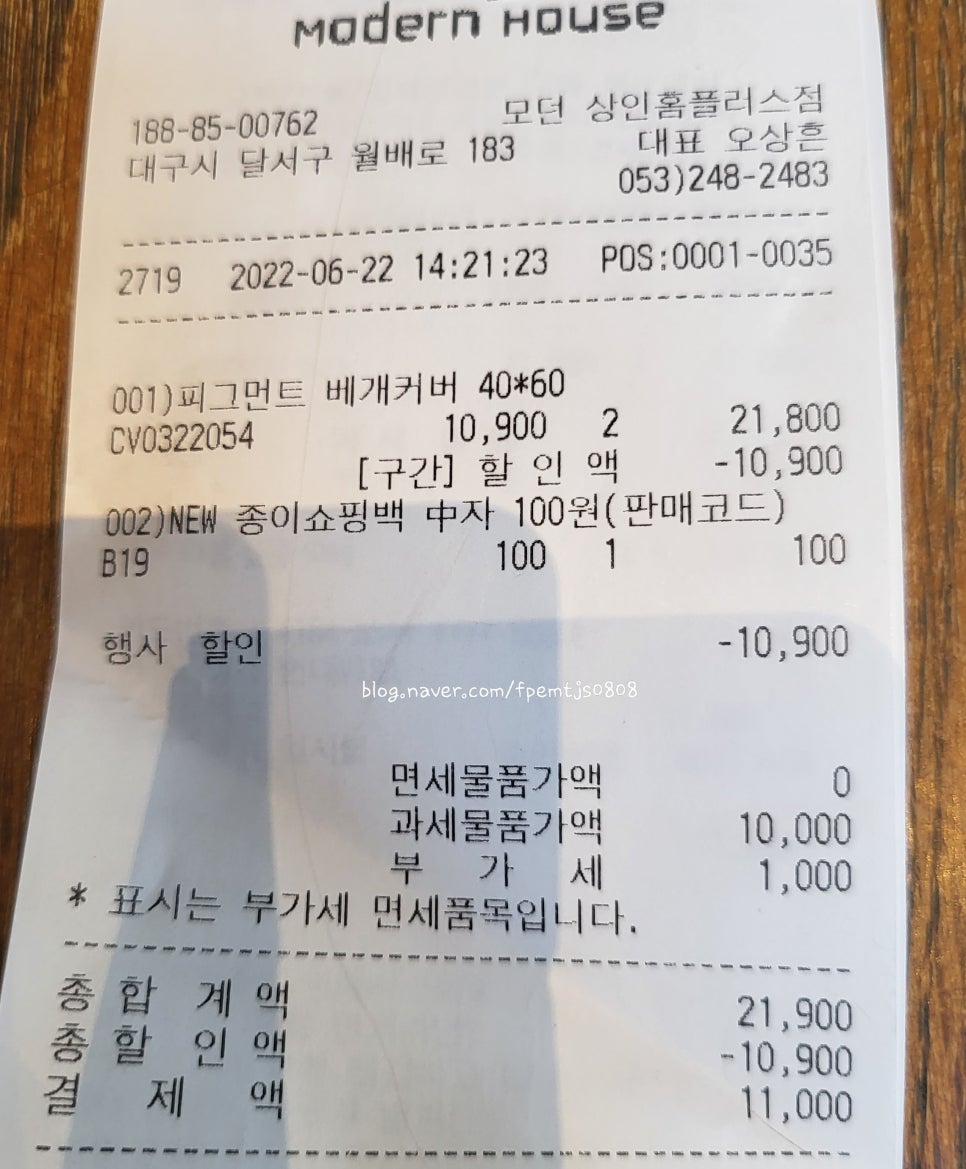 Modern House
188-85-00762 모던 상인홈플러스점
대구시 달서구 월배로 183 대표 오상흔
053)248-2483
2719 2022-06-22 14:21:23 POS:0001-0035
001)피그먼트 베개커버 40*60
CV0322054 10,900 2 21,800
[구간] 할 인 액 -10,900
002)NEW 종이쇼핑백 中자 100원(판매코드)
B19 100 1 100
행사 할인 -10,900
blog.naver.com/fpemtjs0808
면세물품가액 0
과세물품가액 10,000
부 가 세 1,000
* 표시는 부가세 면세품목입니다.
총 합 계 액 21,900
총 할 인 액 -10,900
결 제 액 11,000